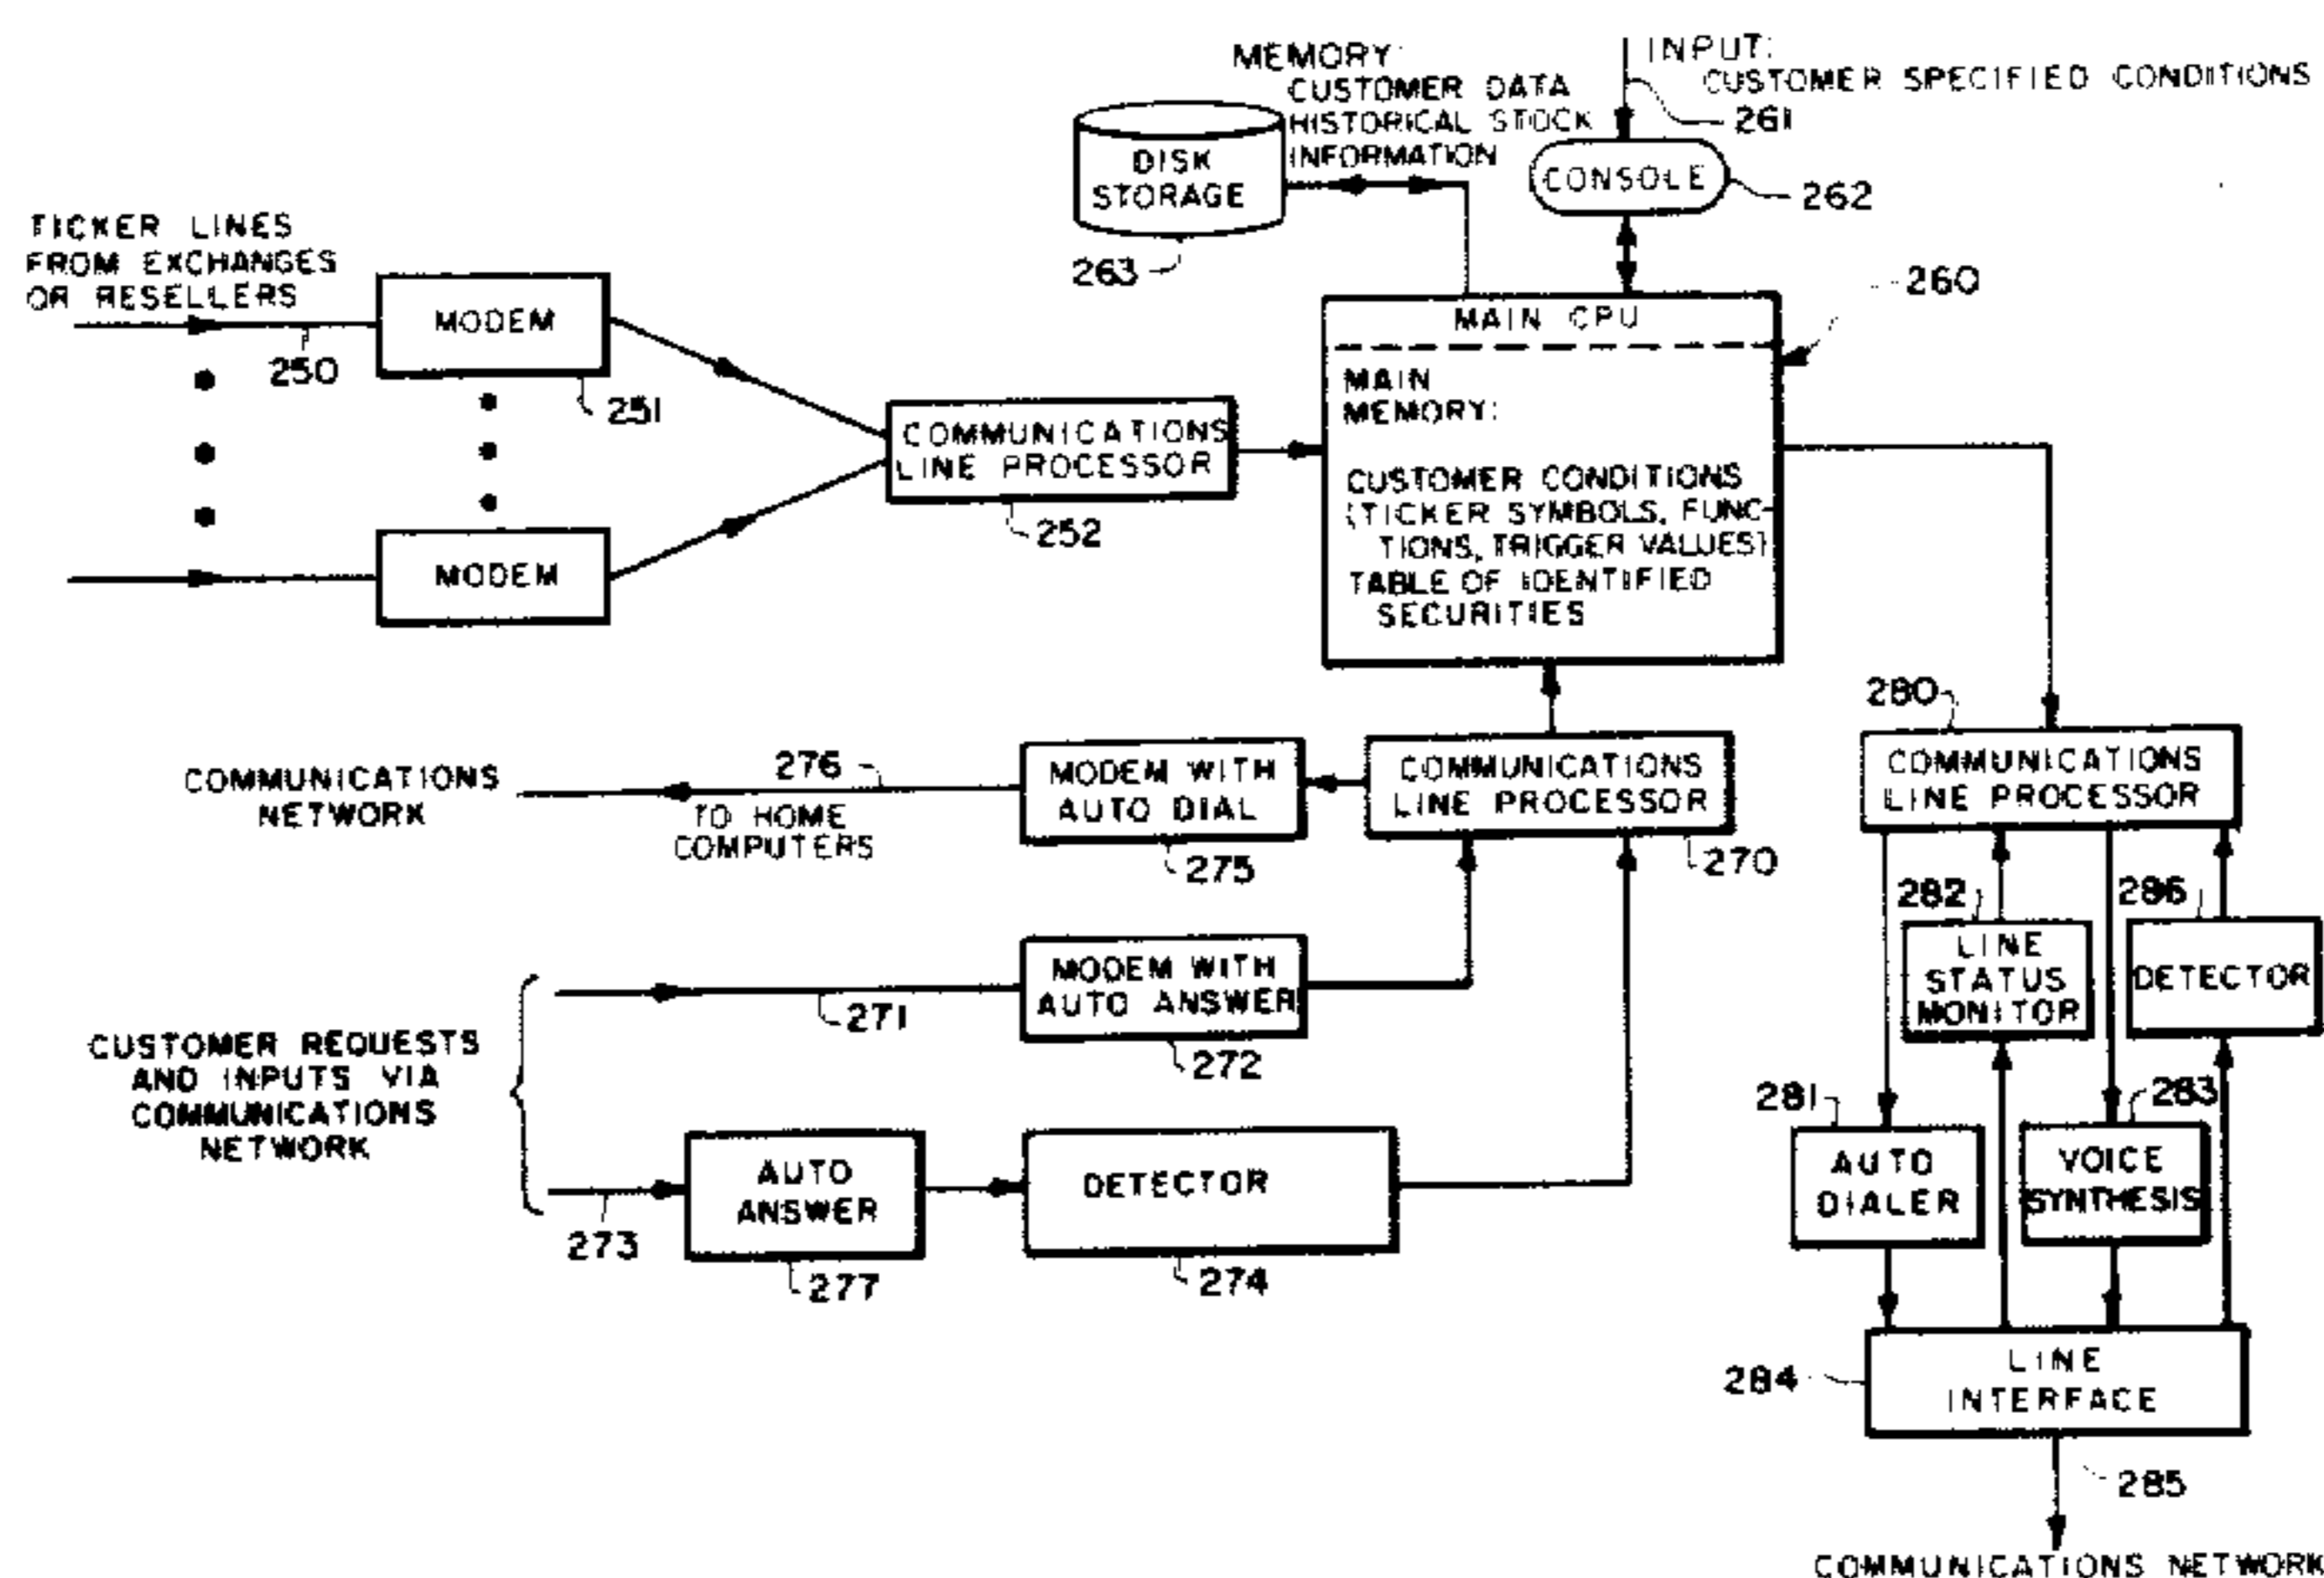 MEMORY:
CUSTOMER DATA
HISTORICAL STOCK
INFORMATION
INPUT:
CUSTOMER SPECIFIED CONDITIONS
261
DISK
STORAGE
263
CONSOLE
262
TICKER LINES
FROM EXCHANGES
OR RESELLERS
250
MODEM
251
MODEM
COMMUNICATIONS
LINE PROCESSOR
252
260
MAIN CPU
MAIN
MEMORY:
CUSTOMER CONDITIONS
(TICKER SYMBOLS, FUNC-
TIONS, TRIGGER VALUES)
TABLE OF IDENTIFIED
SECURITIES
COMMUNICATIONS
NETWORK
276
TO HOME
COMPUTERS
MODEM WITH
AUTO DIAL
275
COMMUNICATIONS
LINE PROCESSOR
270
CUSTOMER REQUESTS
AND INPUTS VIA
COMMUNICATIONS
NETWORK
271
MODEM WITH
AUTO ANSWER
272
273
AUTO
ANSWER
277
DETECTOR
274
280
COMMUNICATIONS
LINE PROCESSOR
282
LINE
STATUS
MONITOR
286
DETECTOR
281
AUTO
DIALER
283
VOICE
SYNTHESIS
284
LINE
INTERFACE
285
COMMUNICATIONS NETWORK